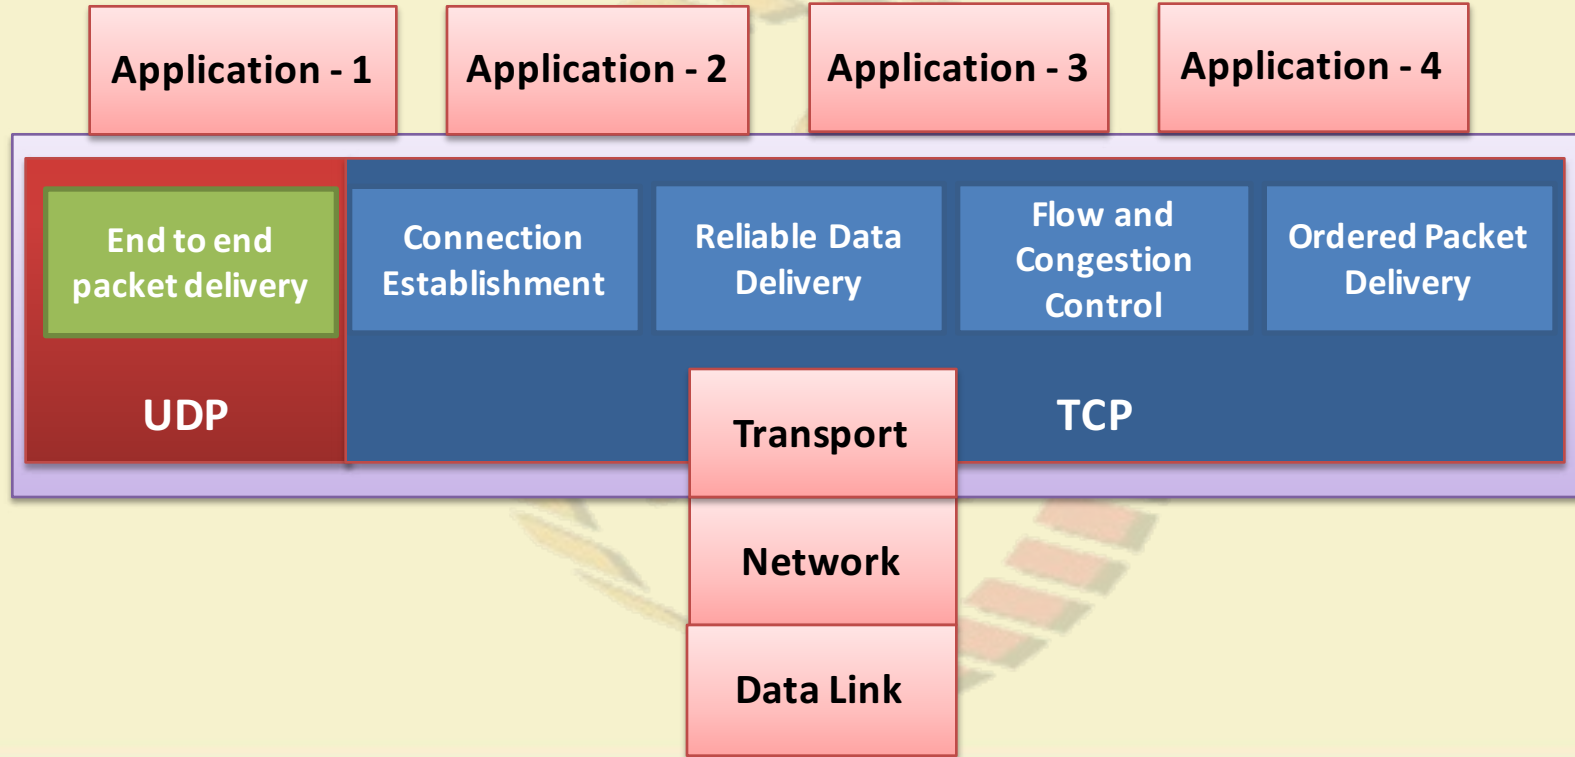 Application - 1
Application - 2
Application - 3
Application - 4
End to end
packet delivery
Connection
Establishment
Reliable Data
Delivery
Flow and
Congestion
Control
Ordered Packet
Delivery
UDP
TCP
Transport
Network
Data Link